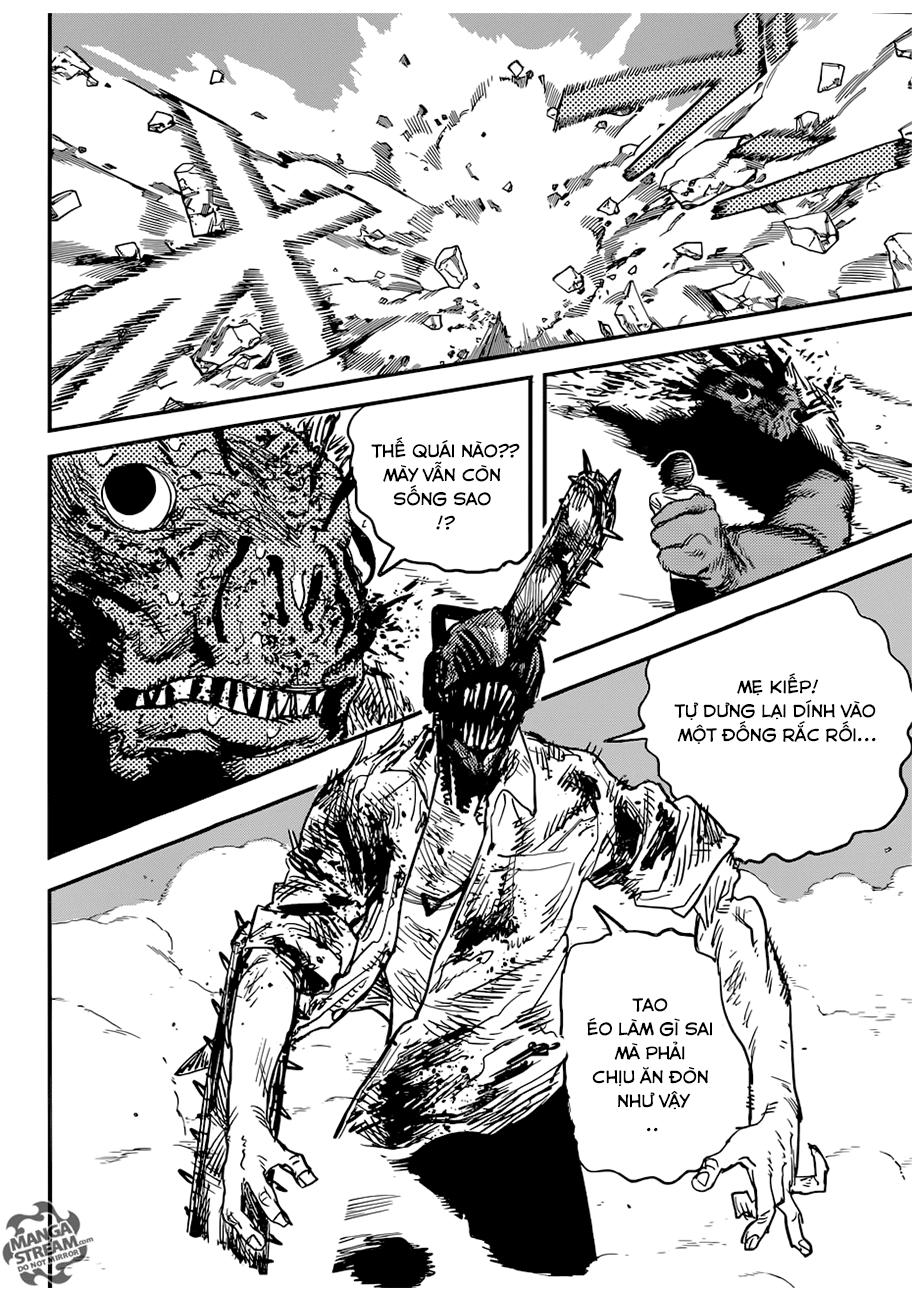 THẾ QUÁI NÀO??
MÀY VẪN CÒN
SỐNG SAO
!?
MẸ KIẾP!
TỰ DƯNG LẠI DÍNH VÀO
MỘT ĐỐNG RẮC RỐI...
TAO
ÉO LÀM GÌ SAI
MÀ PHẢI
CHỊU ĂN ĐÒN
NHƯ VẬY
..
MANGA
STREAM.com
DO NOT MIRROR